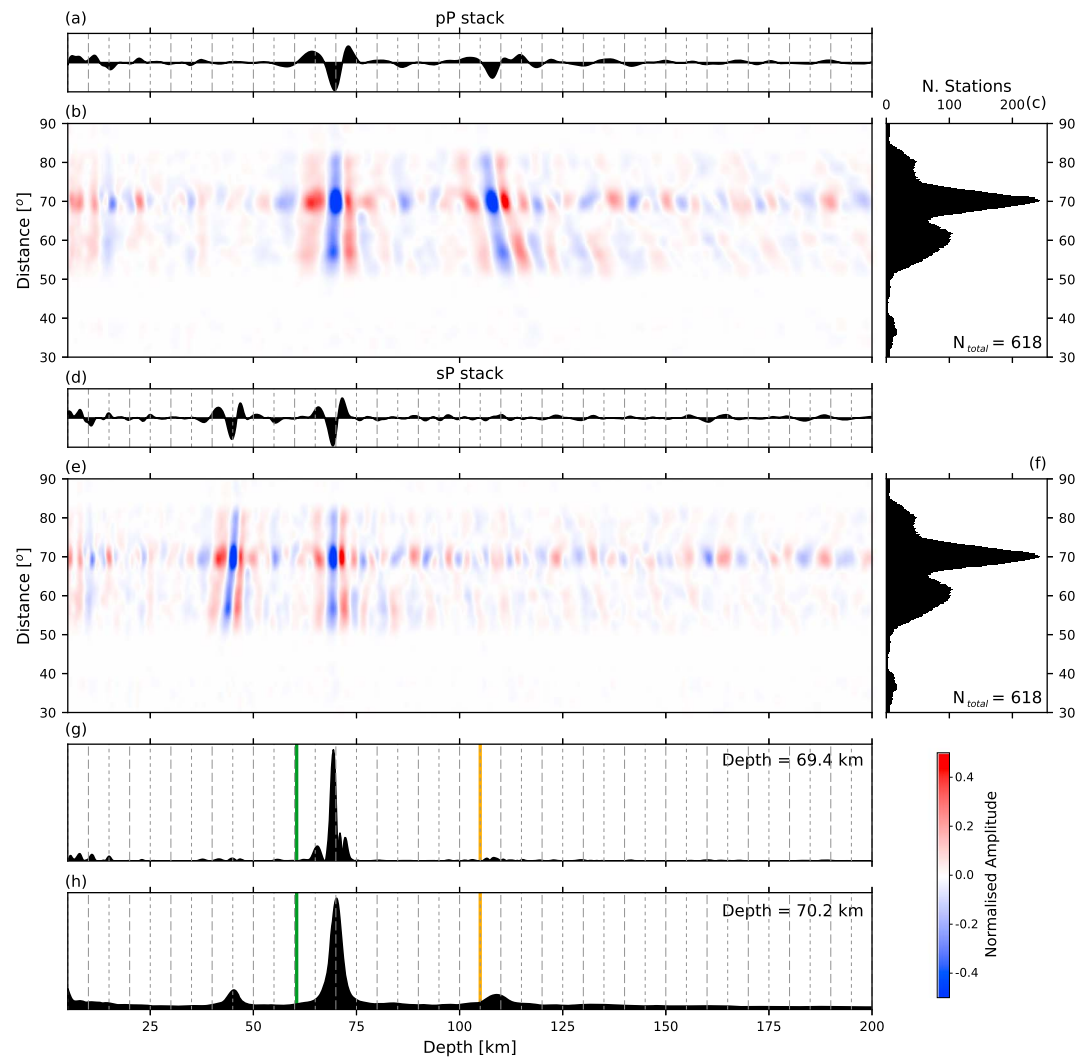 (a)
pP stack
(b)
N. Stations
0 100 200 (c)
90 80 70 60 50 40 30
Distance [°]
90 80 70 60 50 40 30
N total = 618
(d)
sP stack
(e)
(f)
90 80 70 60 50 40 30
Distance [°]
90 80 70 60 50 40 30
N total = 618
(g)
Depth = 69.4 km
(h)
Depth = 70.2 km
25 50 75 100 125 150 175 200
Depth [km]
0.4
0.2
0.0
-0.2
-0.4
Normalised Amplitude